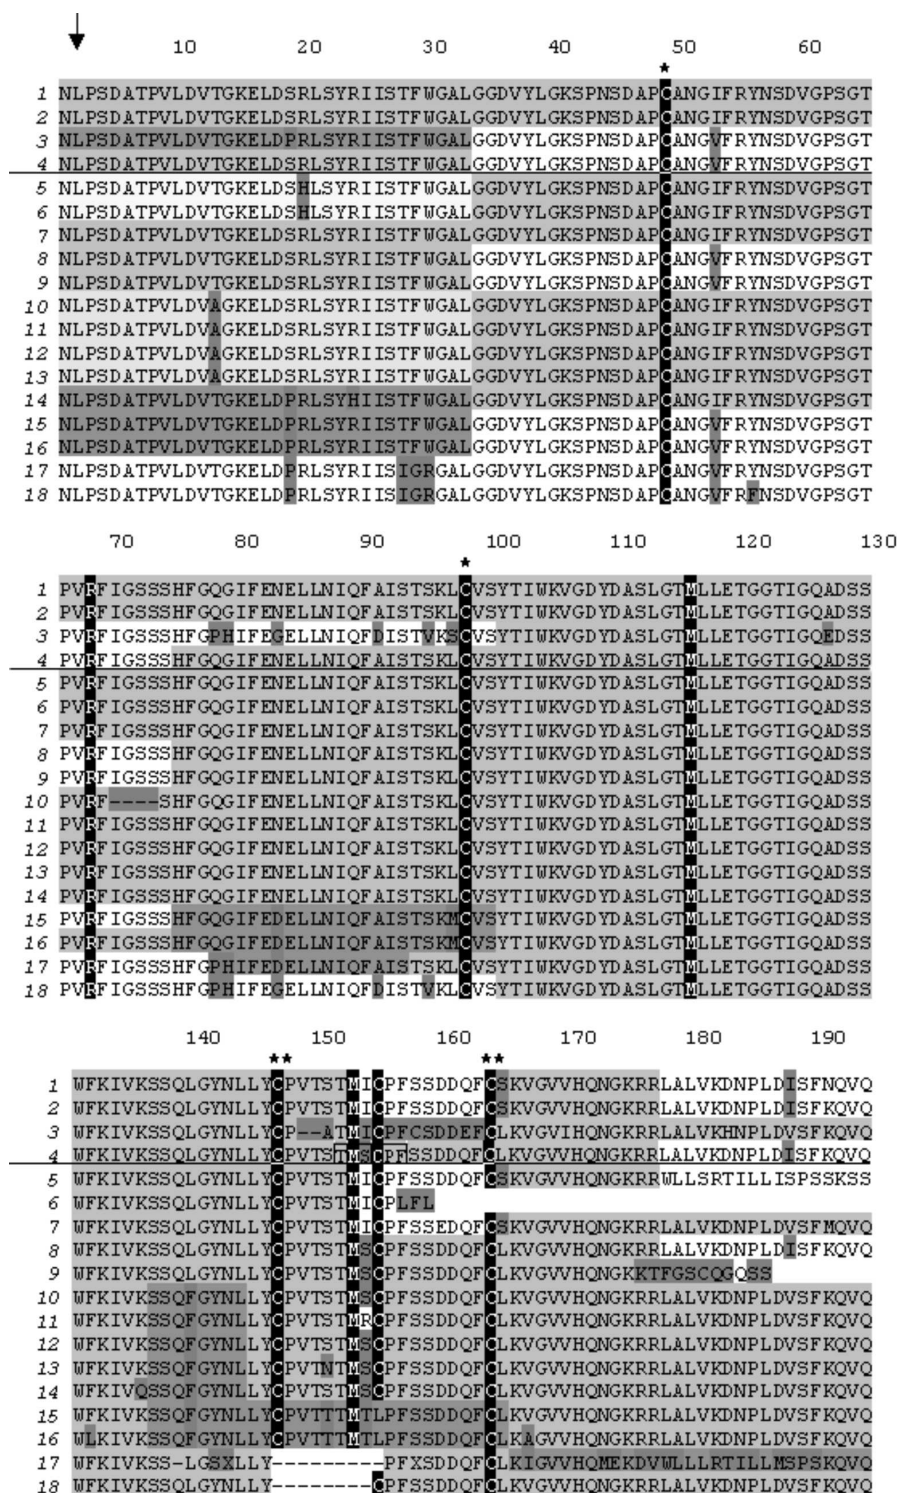 10 20 30 40 50 60
*
1 NLPSDATPVLDVTGKELDSRLSYRIISTFWGALGGDVYLGKSPNSDAPCANGIFRYNSDVGPSGT
2 NLPSDATPVLDVTGKELDSRLSYRIISTFWGALGGDVYLGKSPNSDAPCANGIFRYNSDVGPSGT
3 NLPSDATPVLDVTGKELDPRLSYRIISTFWGALGGDVYLGKSPNSDAPCANGVFRYNSDVGPSGT
4 NLPSDATPVLDVTGKELDSRLSYRIISTFWGALGGDVYLGKSPNSDAPCANGVFRYNSDVGPSGT
5 NLPSDATPVLDVTGKELDSHLSYRIISTFWGALGGDVYLGKSPNSDAPCANGIFRYNSDVGPSGT
6 NLPSDATPVLDVTGKELDSHLSYRIISTFWGALGGDVYLGKSPNSDAPCANGIFRYNSDVGPSGT
7 NLPSDATPVLDVTGKELDSRLSYRIISTFWGALGGDVYLGKSPNSDAPCANGIFRYNSDVGPSGT
8 NLPSDATPVLDVTGKELDSRLSYRIISTFWGALGGDVYLGKSPNSDAPCANGVFRYNSDVGPSGT
9 NLPSDATPVLDVTGKELDSRLSYRIISTFWGALGGDVYLGKSPNSDAPCANGVFRYNSDVGPSGT
10 NLPSDATPVLDVAGKELDSRLSYRIISTFWGALGGDVYLGKSPNSDAPCANGIFRYNSDVGPSGT
11 NLPSDATPVLDVAGKELDSRLSYRIISTFWGALGGDVYLGKSPNSDAPCANGIFRYNSDVGPSGT
12 NLPSDATPVLDVAGKELDSRLSYRIISTFWGALGGDVYLGKSPNSDAPCANGIFRYNSDVGPSGT
13 NLPSDATPVLDVAGKELDSRLSYRIISTFWGALGGDVYLGKSPNSDAPCANGIFRYNSDVGPSGT
14 NLPSDATPVLDVTGKELDPRLSYHIISTFWGALGGDVYLGKSPNSDAPCANGIFRYNSDVGPSGT
15 NLPSDATPVLDVTGKELDPRLSYRIISTFWGALGGDVYLGKSPNSDAPCANGVFRYNSDVGPSGT
16 NLPSDATPVLDVTGKELDPRLSYRIISTFWGALGGDVYLGKSPNSDAPCANGVFRYNSDVGPSGT
17 NLPSDATPVLDVTGKELDPRLSYRIISIGRGALGGDVYLGKSPNSDAPCANGVFRYNSDVGPSGT
18 NLPSDATPVLDVTGKELDPRLSYRIISIGRGALGGDVYLGKSPNSDAPCANGVFRFNSDVGPSGT
70 80 90 100 110 120 130
*
1 PVRFIGSSSHFGQGIFENELLNIQFAISTSKLCVSYTIWKVGDYDASLGTMLLETGGTIGQADSS
2 PVRFIGSSSHFGQGIFENELLNIQFAISTSKLCVSYTIWKVGDYDASLGTMLLETGGTIGQADSS
3 PVRFIGSSSHFGPHIFEGELLNIQFDISTVKSCVSYTIWKVGDYDASLGTMLLETGGTIGQEDSS
4 PVRFIGSSSHFGQGIFENELLNIQFAISTSKLCVSYTIWKVGDYDASLGTMLLETGGTIGQADSS
5 PVRFIGSSSHFGQGIFENELLNIQFAISTSKLCVSYTIWKVGDYDASLGTMLLETGGTIGQADSS
6 PVRFIGSSSHFGQGIFENELLNIQFAISTSKLCVSYTIWKVGDYDASLGTMLLETGGTIGQADSS
7 PVRFIGSSSHFGQGIFENELLNIQFAISTSKLCVSYTIWKVGDYDASLGTMLLETGGTIGQADSS
8 PVRFIGSSSHFGQGIFENELLNIQFAISTSKLCVSYTIWKVGDYDASLGTMLLETGGTIGQADSS
9 PVRFIGSSSHFGQGIFENELLNIQFAISTSKLCVSYTIWKVGDYDASLGTMLLETGGTIGQADSS
10 PVRF----SHFGQGIFENELLNIQFAISTSKLCVSYTIWKVGDYDASLGTMLLETGGTIGQADSS
11 PVRFIGSSSHFGQGIFENELLNIQFAISTSKLCVSYTIWKVGDYDASLGTMLLETGGTIGQADSS
12 PVRFIGSSSHFGQGIFENELLNIQFAISTSKLCVSYTIWKVGDYDASLGTMLLETGGTIGQADSS
13 PVRFIGSSSHFGQGIFENELLNIQFAISTSKLCVSYTIWKVGDYDASLGTMLLETGGTIGQADSS
14 PVRFIGSSSHFGQGIFENELLNIQFAISTSKLCVSYTIWKVGDYDASLGTMLLETGGTIGQADSS
15 PVRFIGSSSHFGQGIFEDELLNIQFAISTSKMCVSYTIWKVGDYDASLGTMLLETGGTIGQADSS
16 PVRFIGSSSHFGQGIFEDELLNIQFAISTSKMCVSYTIWKVGDYDASLGTMLLETGGTIGQADSS
17 PVRFIGSSSHFGPHIFEDELLNIQFAISTSKLCVSYTIWKVGDYDASLGTMLLETGGTIGQADSS
18 PVRFIGSSSHFGPHIFEGELLNIQFDISTVKLCVSYTIWKVGDYDASLGTMLLETGGTIGQADSS
140 150 160 170 180 190
** **
1 WFKIVKSSQLGYNLLYCPVTSTMICPFSSDDQFCSKVGVVHQNGKRRLALVKDNPLDISFNQVQ
2 WFKIVKSSQLGYNLLYCPVTSTMICPFSSDDQFCSKVGVVHQNGKRRLALVKDNPLDISFKQVQ
3 WFKIVKSSQLGYNLLYCP--ATMICPFCSDDEFCLKVGVIHQNGKRRLALVKHNPLDVSFKQVQ
4 WFKIVKSSQLGYNLLYCPVTSTMSCPFSSDDQFCLKVGVVHQNGKRRLALVKDNPLDISFKQVQ
5 WFKIVKSSQLGYNLLYCPVTSTMICPFSSDDQFCSKVGVVHQNGKRRWLLSRTILLISPSSKSS
6 WFKIVKSSQLGYNLLYCPVTSTMICPLFL
7 WFKIVKSSQLGYNLLYCPVTSTMICPFSSEDQFCSKVGVVHQNGKRRLALVKDNPLDVSFMQVQ
8 WFKIVKSSQLGYNLLYCPVTSTMSCPFSSDDQFCLKVGVVHQNGKRRLALVKDNPLDISFKQVQ
9 WFKIVKSSQLGYNLLYCPVTSTMSCPFSSDDQFCLKVGVVHQNGKKTFGSCQGQSS
10 WFKIVKSSQFGYNLLYCPVTSTMSCPFSSDDQFCLKVGVVHQNGKRRLALVKDNPLDVSFKQVQ
11 WFKIVKSSQFGYNLLYCPVTSTMRCPFSSDDQFCLKVGVVHQNGKRRLALVKDNPLDVSFKQVQ
12 WFKIVKSSQFGYNLLYCPVTSTMSCPFSSDDQFCLKVGVVHQNGKRRLALVKDNPLDVSFKQVQ
13 WFKIVKSSQFGYNLLYCPVTNTMSCPFSSDDQFCLKVGVVHQNGKRRLALVKDNPLDVSFKQVQ
14 WFKIVQSSQFGYNLLYCPVTSTMSCPFSSDDQFCLKVGVVHQNGKRRLALVKDNPLDVSFKQVQ
15 WFKIVKSSQFGYNLLYCPVTTTMTLPFSSDDQFCLKVGVVHQNGKRRLALVKDNPLDVSFKQVQ
16 WLKIVKSSQFGYNLLYCPVTTTMTLPFSSDDQFCLKAGVVHQNGKRRLALVKDNPLDVSFKQVQ
17 WFKIVKSS-LGSXLLY---------PFXSDDQFCLKIGVVHQMEKDVWLLLRTILLMSPSKQVQ
18 WFKIVKSSQLGYNLLY--------CPFSSDDQFCLKVGVVHQNGKRRLALVKDNPLDVSFKQVQ